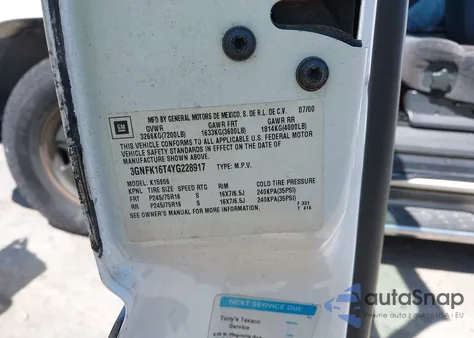 GM
MFD BY GENERAL MOTORS DE MEXICO, S. DE R.L. DE C.V. 07/00
GVWR GAWR FRT GAWR RR
3266KG(7200LB) 1633KG(3600LB) 1814KG(4000LB)
THIS VEHICLE CONFORMS TO ALL APPLICABLE U.S. FEDERAL MOTOR
VEHICLE SAFETY STANDARDS IN EFFECT ON THE DATE OF
MANUFACTURE SHOWN ABOVE.
3GNFK16T4YG228917 TYPE: M.P.V.
MODEL: K15906
KPNL TIRE SIZE SPEED RTG RIM COLD TIRE PRESSURE
FRT P245/75R16 S 16X7/6.5J 240KPA(35PSI)
RR P245/75R16 S 16X7/6.5J 240KPA(35PSI)
SEE OWNER'S MANUAL FOR ADDITIONAL INFORMATION.
F 331
T 416
NEXT SERVICE DUE
Tony's Texaco
Service
autoSnap